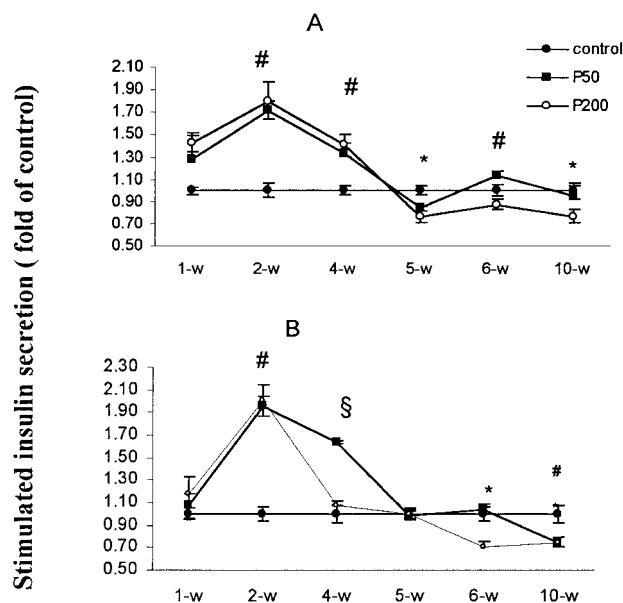 Stimulated insulin secretion ( fold of control)
A
control
P50
P200
2.10
1.90
1.70
1.50
1.30
1.10
0.90
0.70
0.50
# # * # *
1-w 2-w 4-w 5-w 6-w 10-w
B
2.30
2.10
1.90
1.70
1.50
1.30
1.10
0.90
0.70
0.50
# § * #
1-w 2-w 4-w 5-w 6-w 10-w